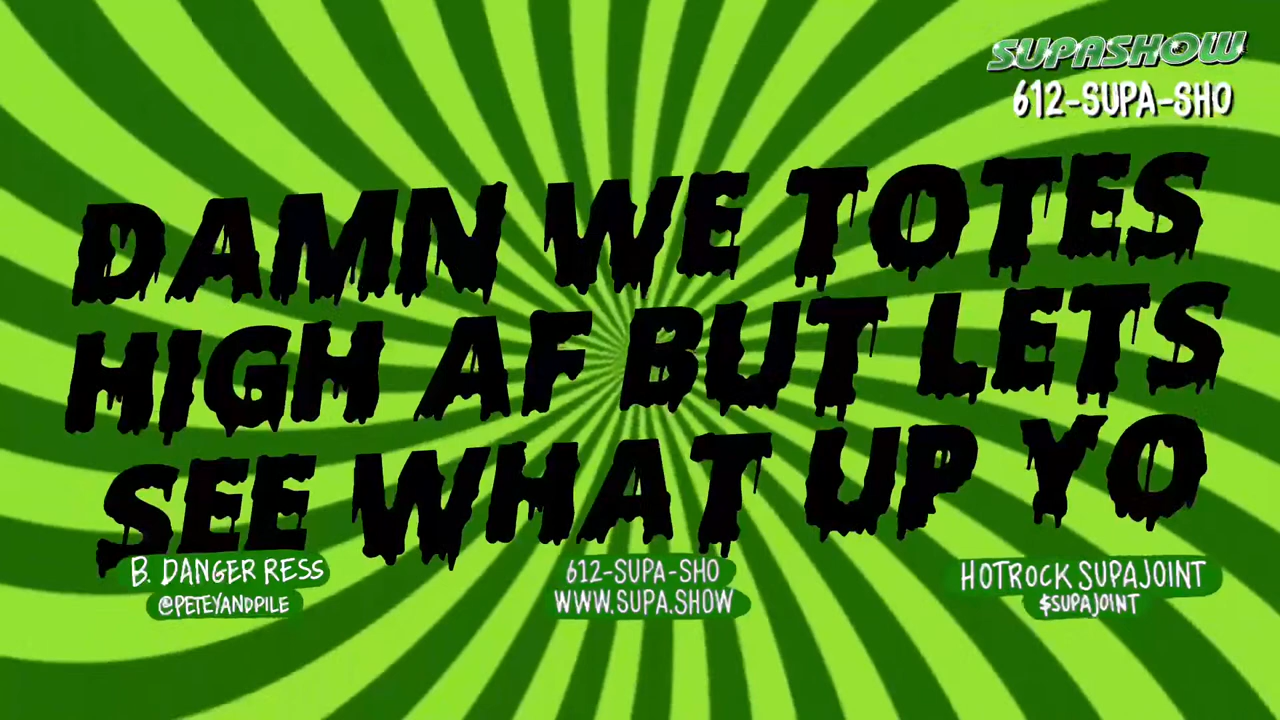 SUPASHOW
612-SUPA-SHO
DAMN WE TOTES
HIGH AF BUT LETS
SEE WHAT UP YO
B. DANGER RESS
@PETEYANDPILE
612-SUPA-SHO
WWW.SUPA.SHOW
HOTROCK SUPAJOINT
$SUPAJOINT